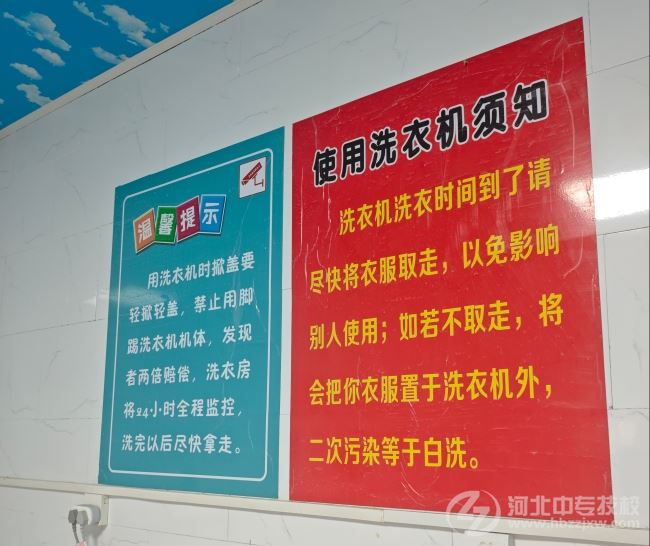 温馨提示
用洗衣机时掀盖要
轻掀轻盖，禁止用脚
踢洗衣机机体，发现
者两倍赔偿，洗衣房
将24小时全程监控，
洗完以后尽快拿走。
使用洗衣机须知
洗衣机洗衣时间到了请
尽快将衣服取走，以免影响
别人使用；如若不取走，将
会把你衣服置于洗衣机外，
二次污染等于白洗。
河北中专技校
www.hbzzjxw.com